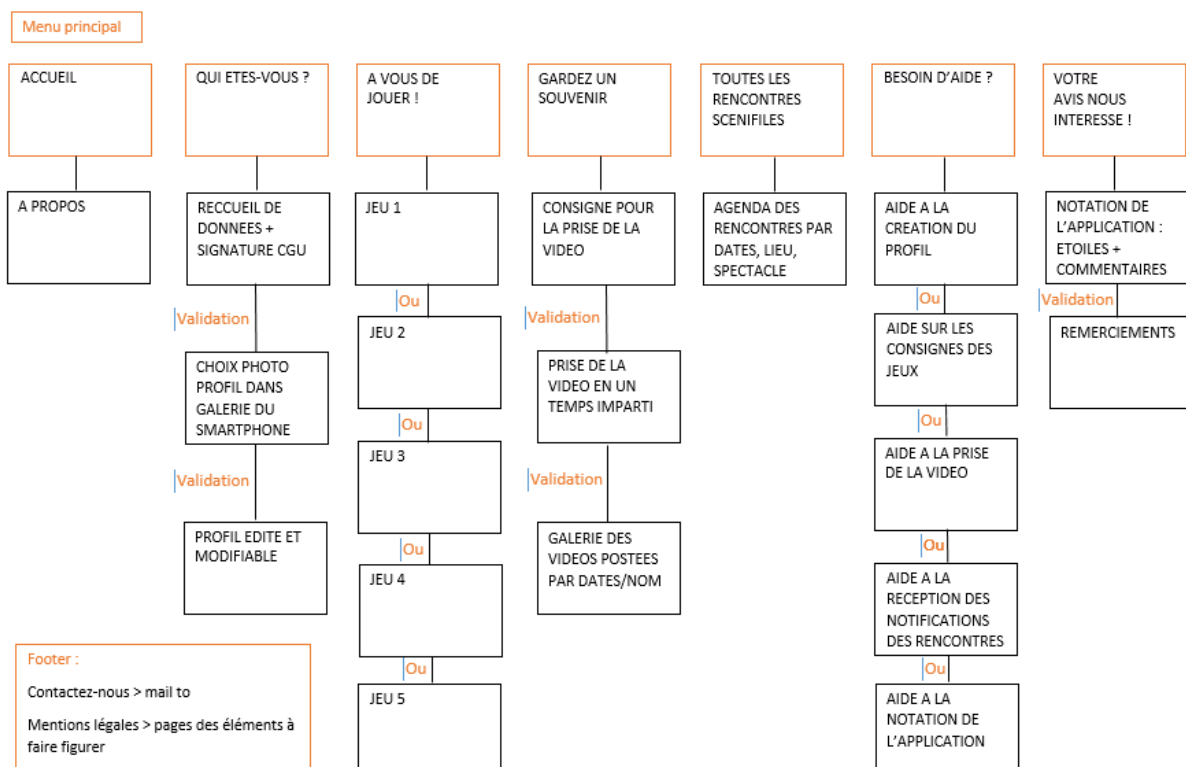 Menu principal
ACCUEIL
A PROPOS
QUI ETES-VOUS ?
RECCUEIL DE
DONNEES +
SIGNATURE CGU
Validation
CHOIX PHOTO
PROFIL DANS
GALERIE DU
SMARTPHONE
Validation
PROFIL EDITE ET
MODIFIABLE
A VOUS DE
JOUER !
JEU 1
Ou
JEU 2
Ou
JEU 3
Ou
JEU 4
Ou
JEU 5
GARDEZ UN
SOUVENIR
CONSIGNE POUR
LA PRISE DE LA
VIDEO
Validation
PRISE DE LA
VIDEO EN UN
TEMPS IMPARTI
Validation
GALERIE DES
VIDEOS POSTEES
PAR DATES/NOM
TOUTES LES
RENCONTRES
SCENIFILES
AGENDA DES
RENCONTRES PAR
DATES, LIEU,
SPECTACLE
BESOIN D'AIDE ?
AIDE A LA
CREATION DU
PROFIL
Ou
AIDE SUR LES
CONSIGNES DES
JEUX
Ou
AIDE A LA PRISE
DE LA VIDEO
Ou
AIDE A LA
RECEPTION DES
NOTIFICATIONS
DES RENCONTRES
Ou
AIDE A LA
NOTATION DE
L'APPLICATION
VOTRE
AVIS NOUS
INTERESSE !
NOTATION DE
L'APPLICATION :
ETOILES +
COMMENTAIRES
Validation
REMERCIEMENTS
Footer :
Contactez-nous > mail to
Mentions légales > pages des éléments à
faire figurer